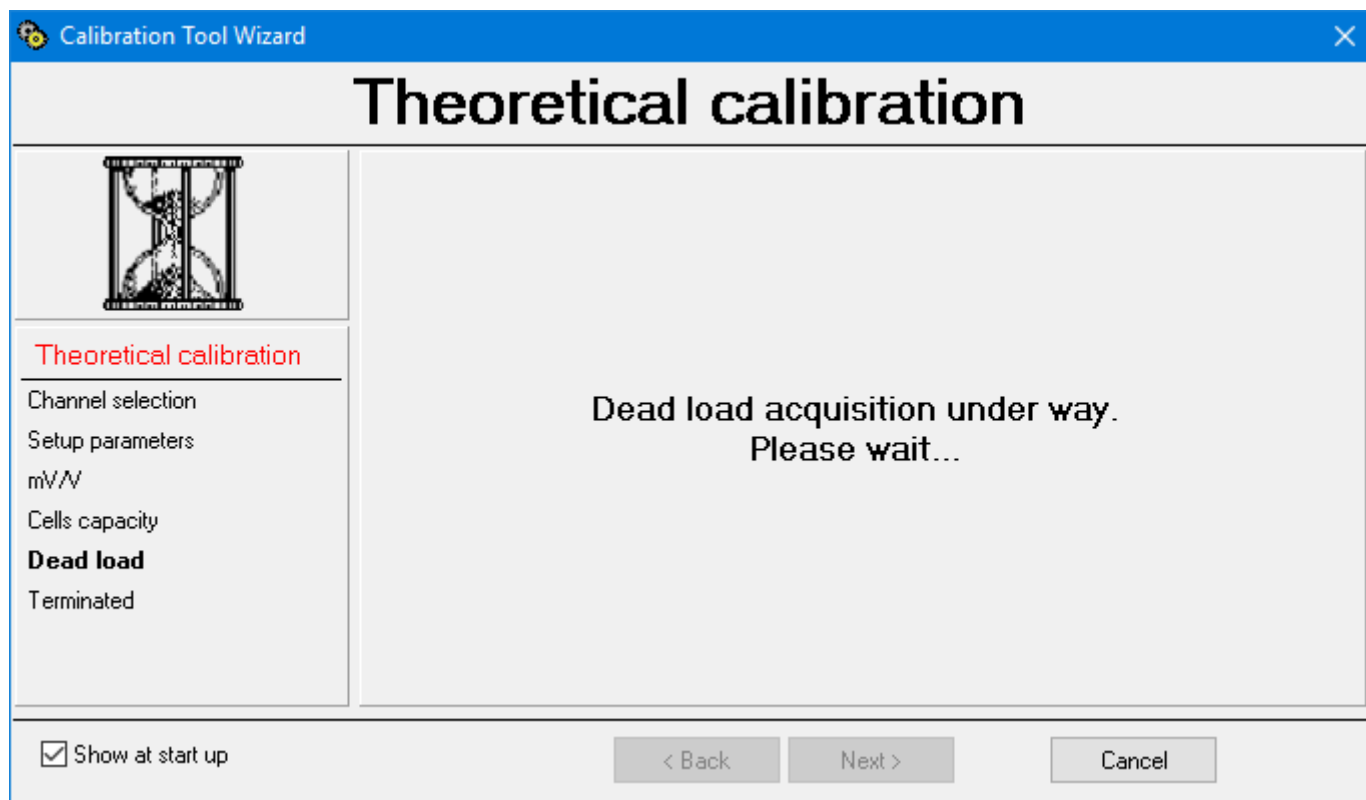 Calibration Tool Wizard
Theoretical calibration
Theoretical calibration
Channel selection
Setup parameters
mV/V
Cells capacity
Dead load
Terminated
Dead load acquisition under way.
Please wait...
Show at start up
< Back
Next >
Cancel